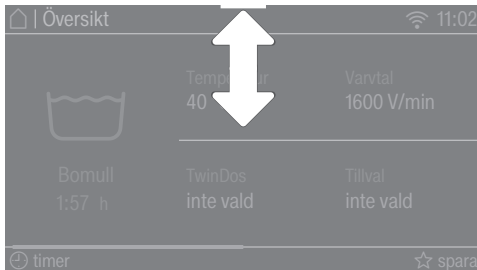 | Översikt 11:02
Temperatur Varvtal
40 1600 V/min
Bomull TwinDos Tillval
1:57 h inte vald inte vald
timer spara